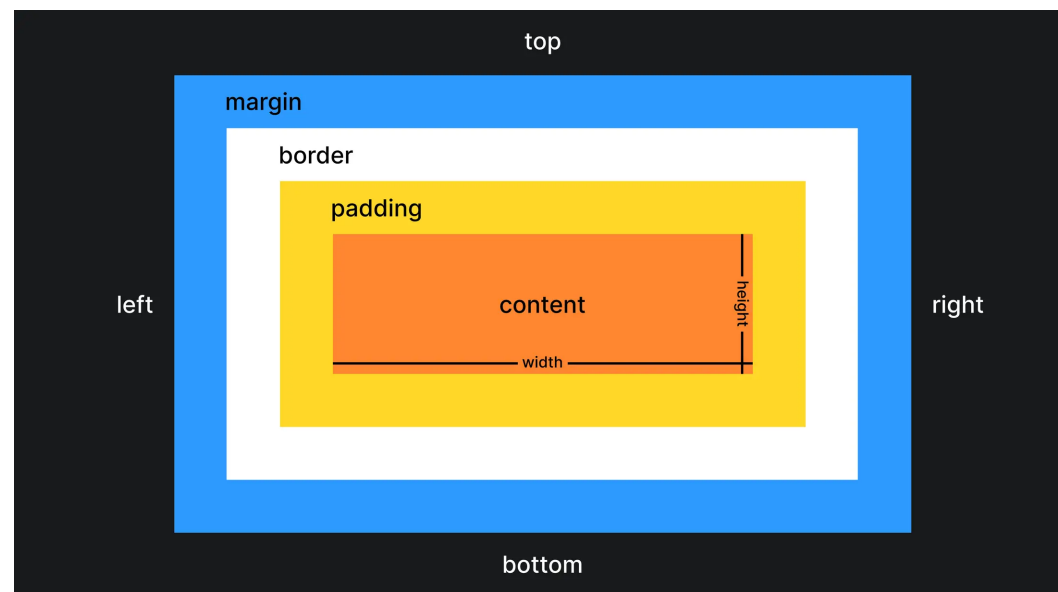 top
margin
border
padding
left
content
height
right
width
bottom